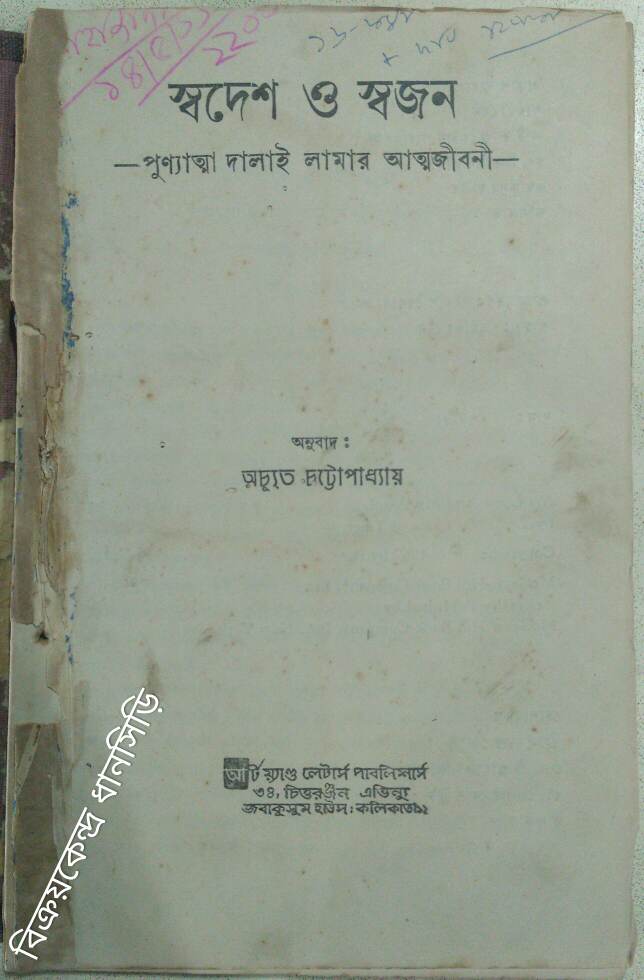 স্বদেশ ও স্বজন
—পুণ্যাত্মা দালাই লামার আত্মজীবনী—
অনুবাদ :
অচ্যুত চট্টোপাধ্যায়
আর্ট য়্যাণ্ড লেটার্স পাবলিশার্স
৩৪, চিত্তরঞ্জন এভিন্যু
জবাকুসুম হাউস: কলিকাতা১২
বিক্রয়কেন্দ্র ধানসিড়ি